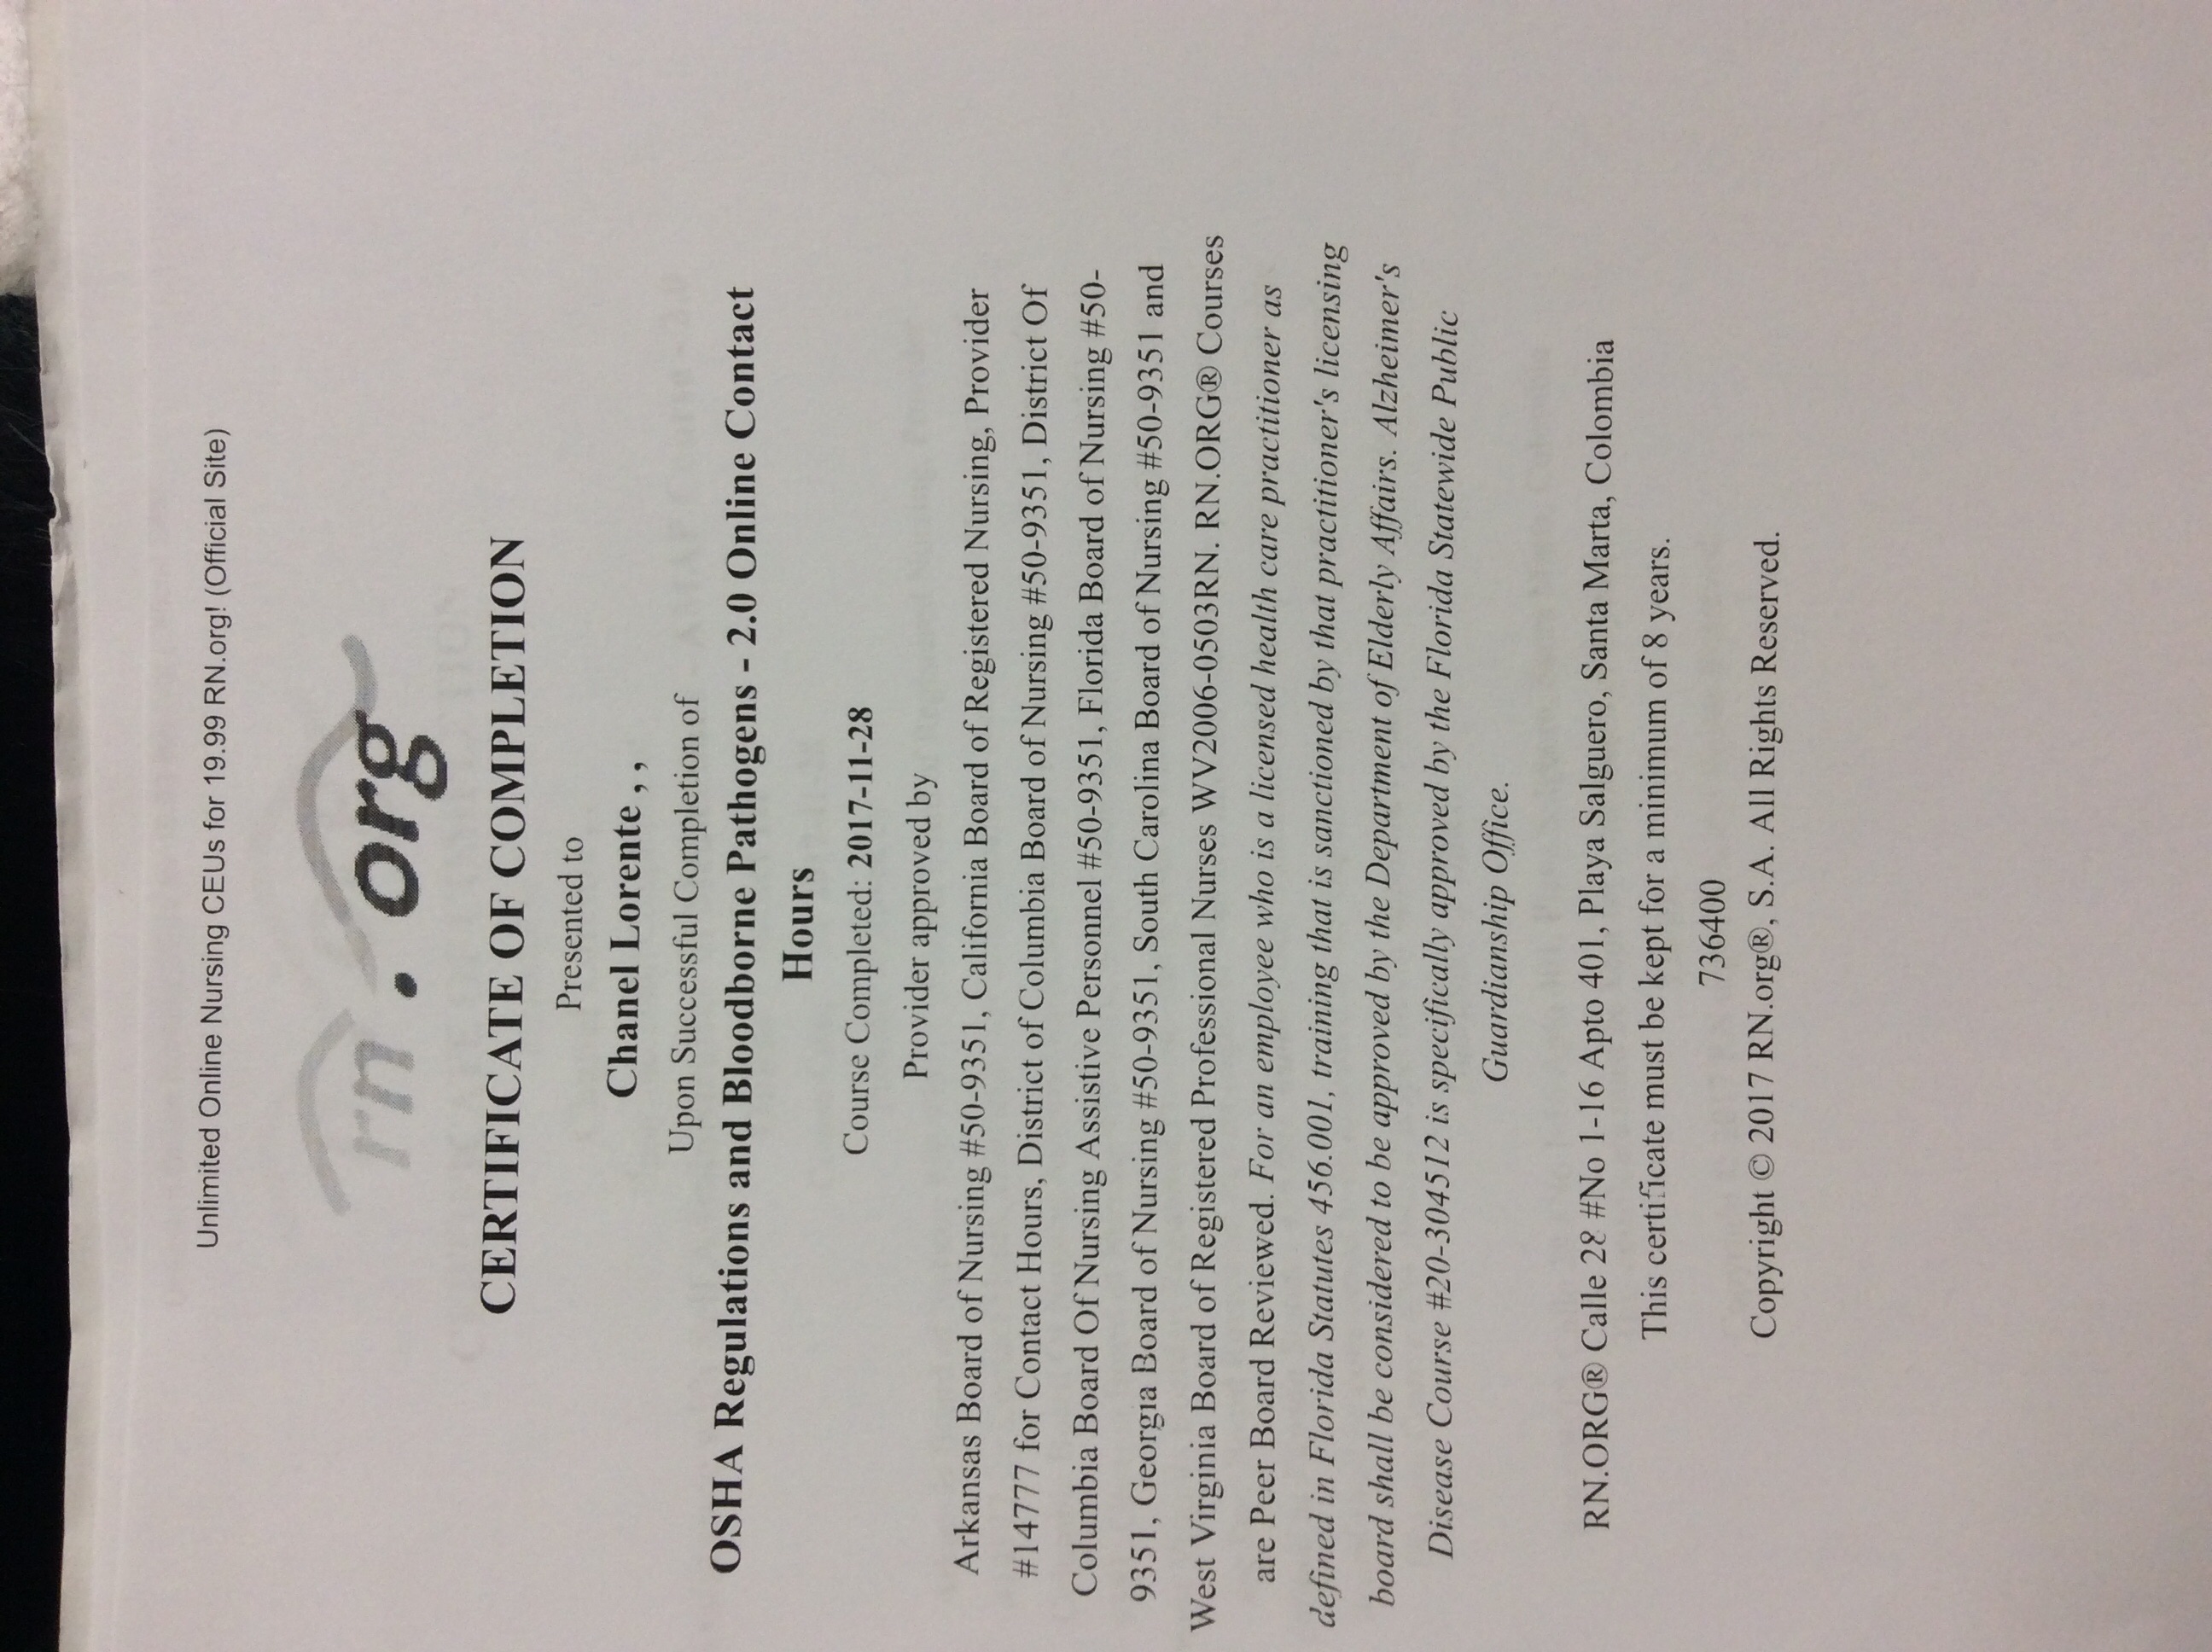 Unlimited Online Nursing CEUs for 19.99 RN.org! (Official Site)
rn.org
CERTIFICATE OF COMPLETION
Presented to
Chanel Lorente , ,
Upon Successful Completion of
OSHA Regulations and Bloodborne Pathogens - 2.0 Online Contact
Hours
Course Completed: 2017-11-28
Provider approved by
Arkansas Board of Nursing #50-9351, California Board of Registered Nursing, Provider
#14777 for Contact Hours, District of Columbia Board of Nursing #50-9351, District Of
Columbia Board Of Nursing Assistive Personnel #50-9351, Florida Board of Nursing #50-
9351, Georgia Board of Nursing #50-9351, South Carolina Board of Nursing #50-9351 and
West Virginia Board of Registered Professional Nurses WV2006-0503RN. RN.ORG® Courses
are Peer Board Reviewed. For an employee who is a licensed health care practitioner as
defined in Florida Statutes 456.001, training that is sanctioned by that practitioner's licensing
board shall be considered to be approved by the Department of Elderly Affairs. Alzheimer's
Disease Course #20-304512 is specifically approved by the Florida Statewide Public
Guardianship Office.
RN.ORG® Calle 28 #No 1-16 Apto 401, Playa Salguero, Santa Marta, Colombia
This certificate must be kept for a minimum of 8 years.
736400
Copyright © 2017 RN.org®, S.A. All Rights Reserved.